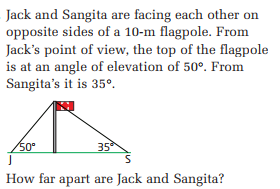 Jack and Sangita are facing each other on
opposite sides of a 10-m flagpole. From
Jack's point of view, the top of the flagpole
is at an angle of elevation of 50º. From
Sangita's it is 35º.
50° 35°
J S
How far apart are Jack and Sangita?